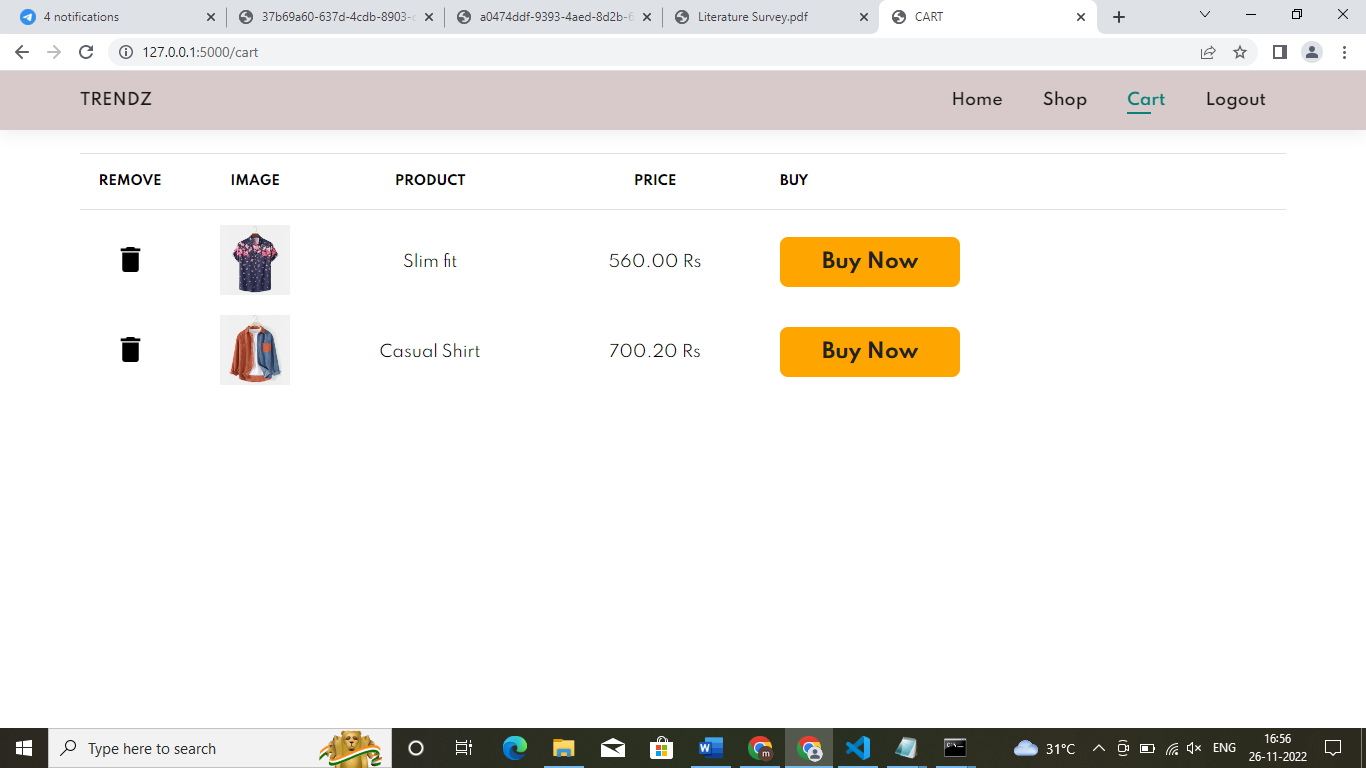 4 notifications
37b69a60-637d-4cdb-8903-
a0474ddf-9393-4aed-8d2b-6
Literature Survey.pdf
CART
127.0.0.1:5000/cart
TRENDZ
Home
Shop
Cart
Logout
REMOVE IMAGE PRODUCT PRICE BUY
Slim fit 560.00 Rs Buy Now
Casual Shirt 700.20 Rs Buy Now
Type here to search
31°C
ENG
16:56
26-11-2022